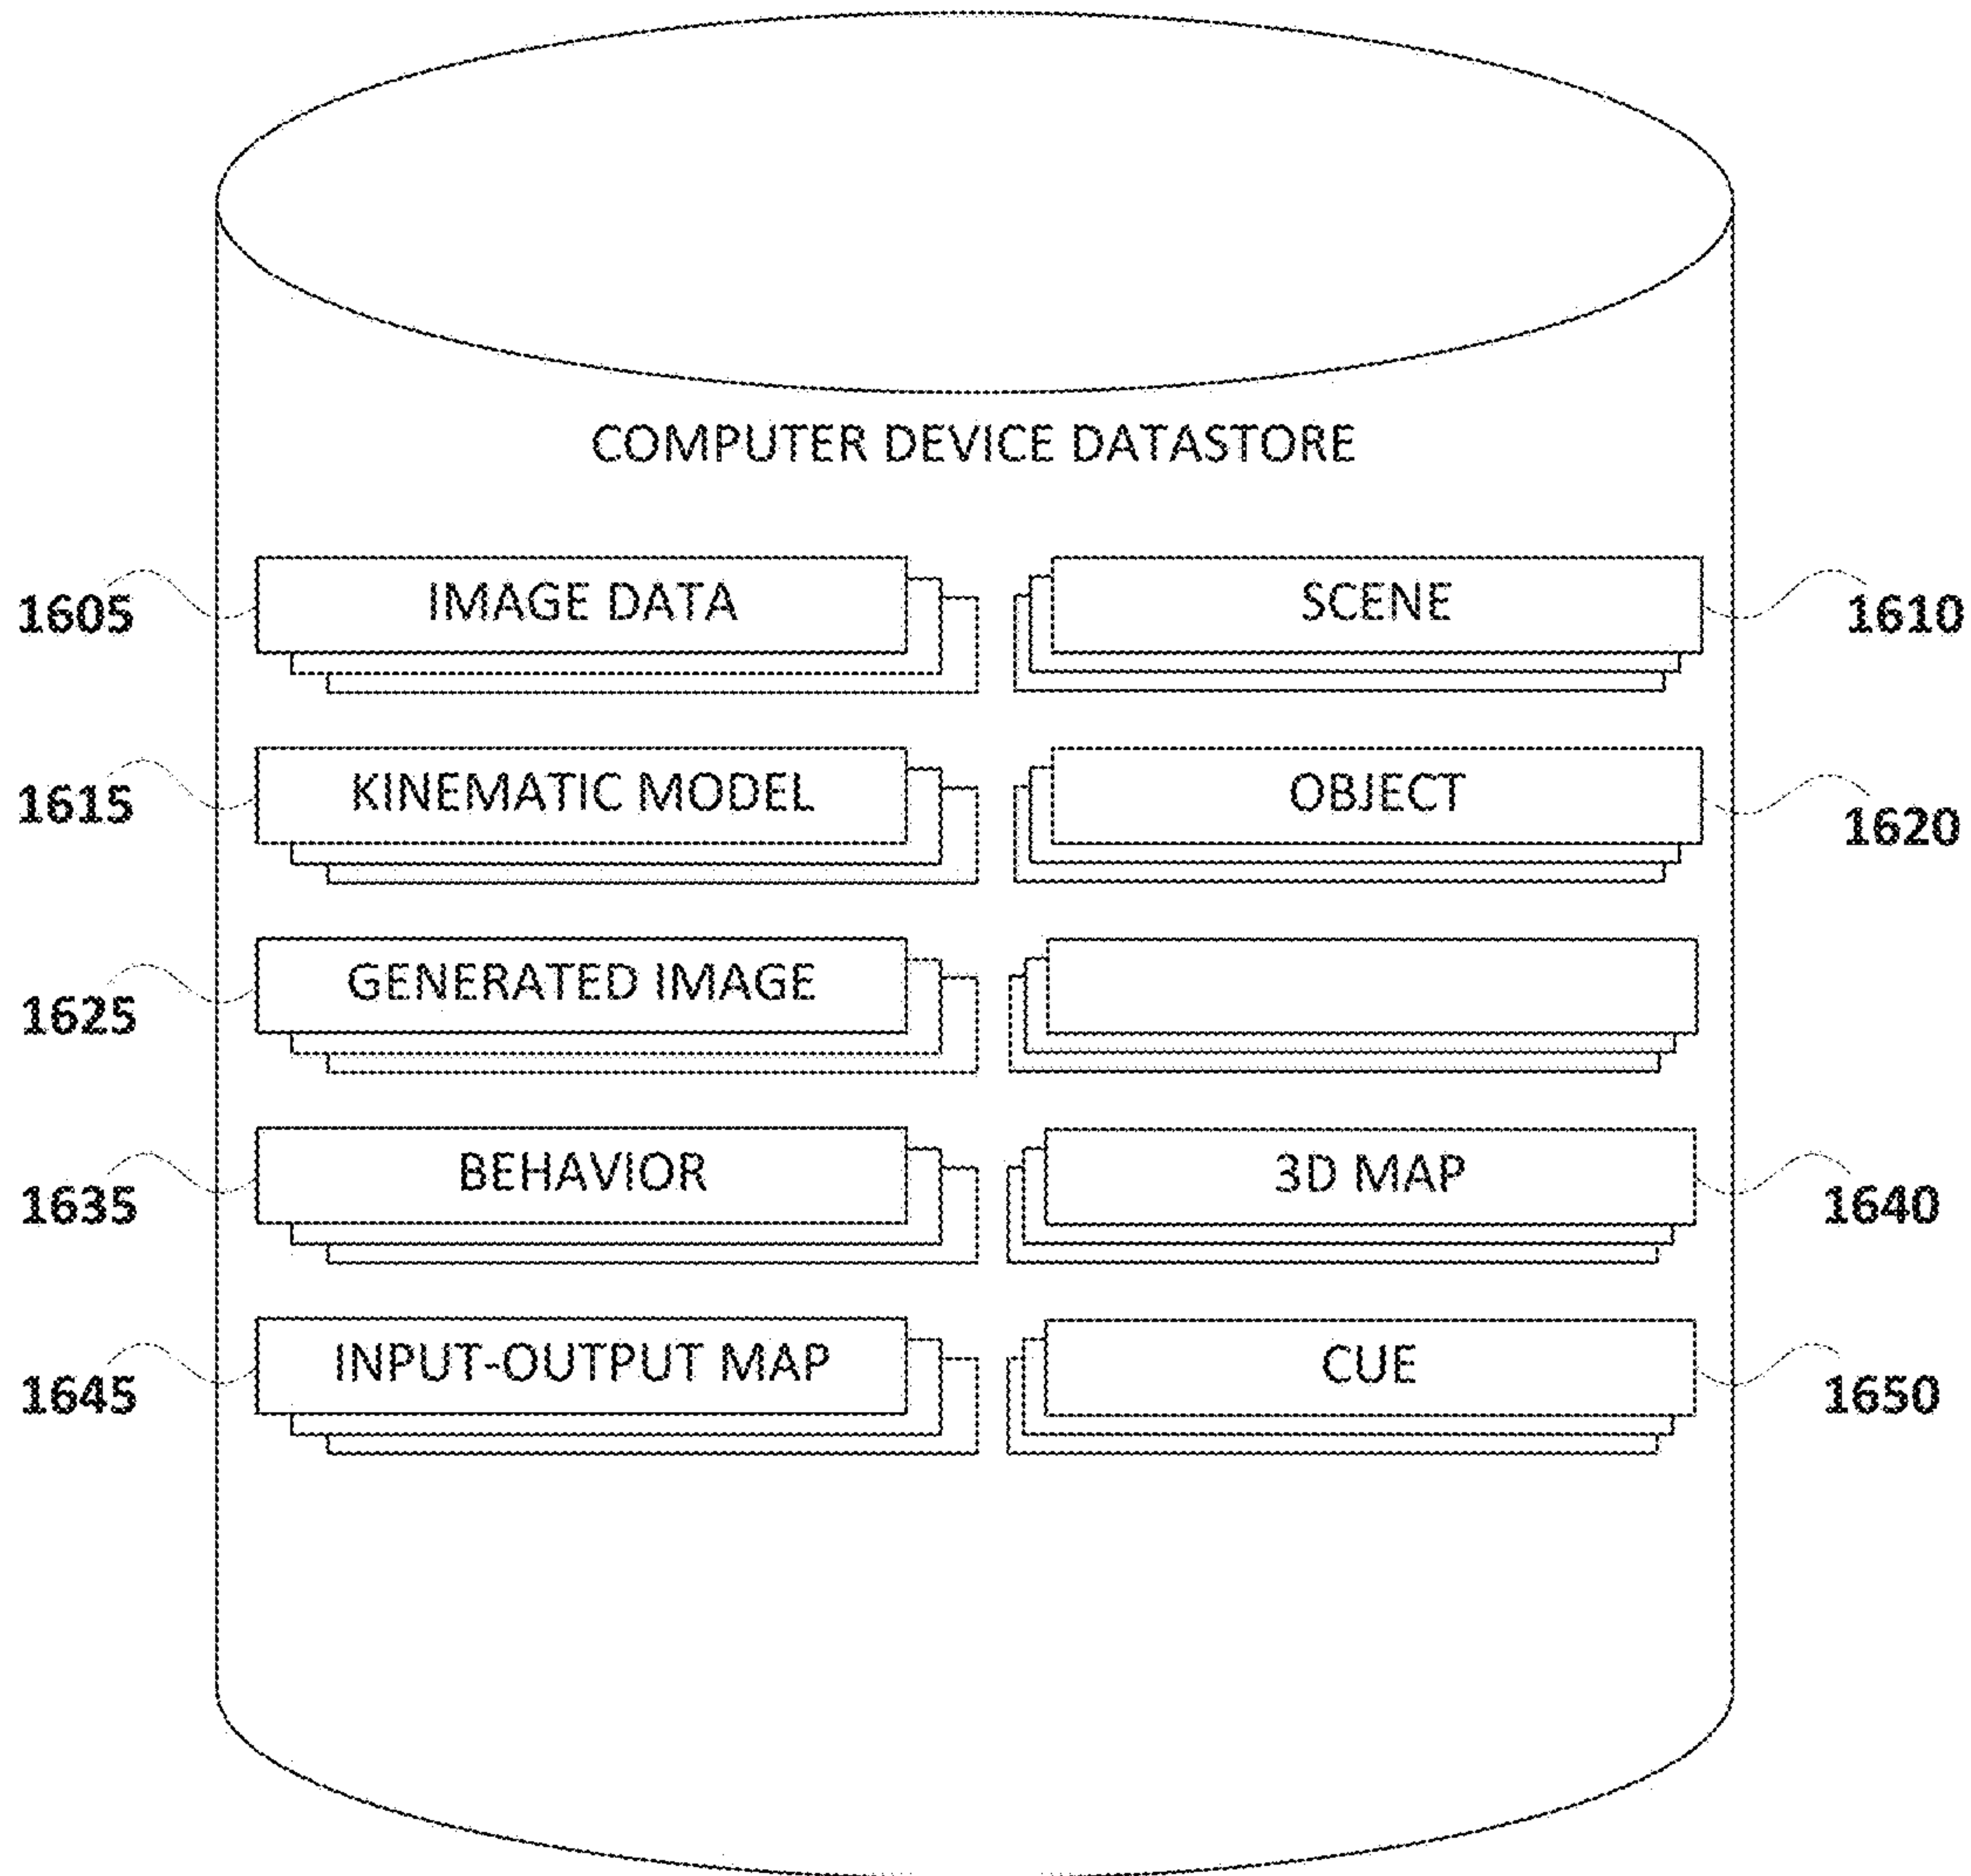 COMPUTER DEVICE DATASTORE
1605 IMAGE DATA SCENE 1610
1615 KINEMATIC MODEL OBJECT 1620
1625 GENERATED IMAGE
1635 BEHAVIOR 3D MAP 1640
1645 INPUT-OUTPUT MAP CUE 1650